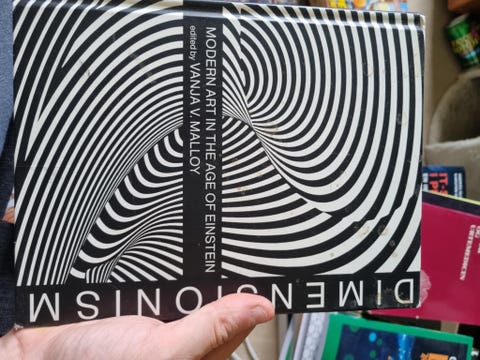 DIMENSIONISM
MODERN ART IN THE AGE OF EINSTEIN
edited by VANJA V. MALLOY